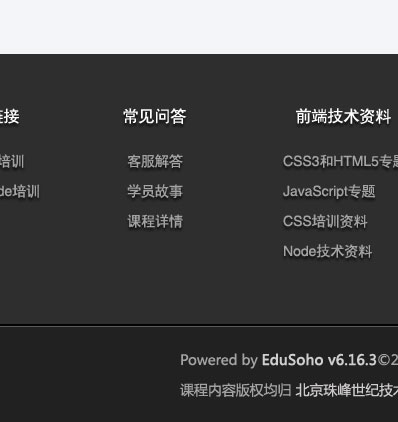 链接 常见问答 前端技术资料
培训 客服解答 CSS3和HTML5专题
de培训 学员故事 JavaScript专题
课程详情 CSS培训资料
Node技术资料
Powered by EduSoho v6.16.3©2
课程内容版权均归 北京珠峰世纪技术